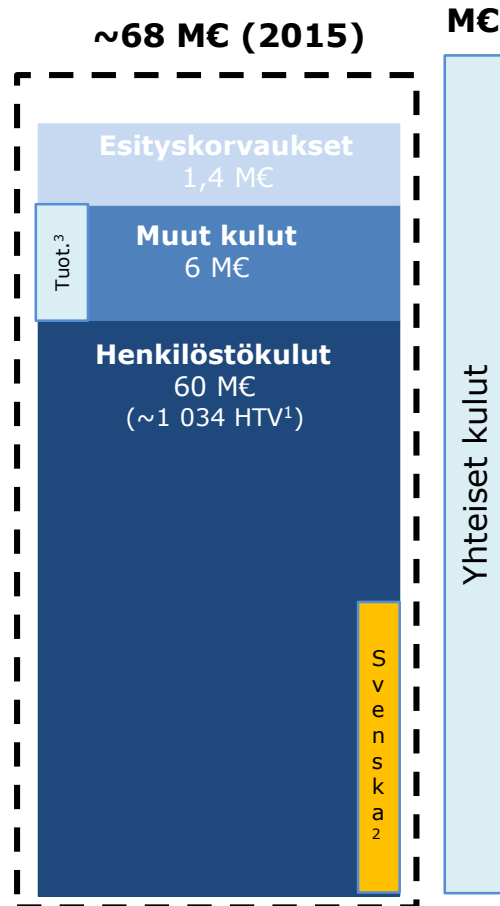 ~68 M€ (2015)
M€
Esityskorvaukset
1,4 M€
Tuot.³
Muut kulut
6 M€
Henkilöstökulut
60 M€
(~1 034 HTV¹)
Svenska²
Yhteiset kulut